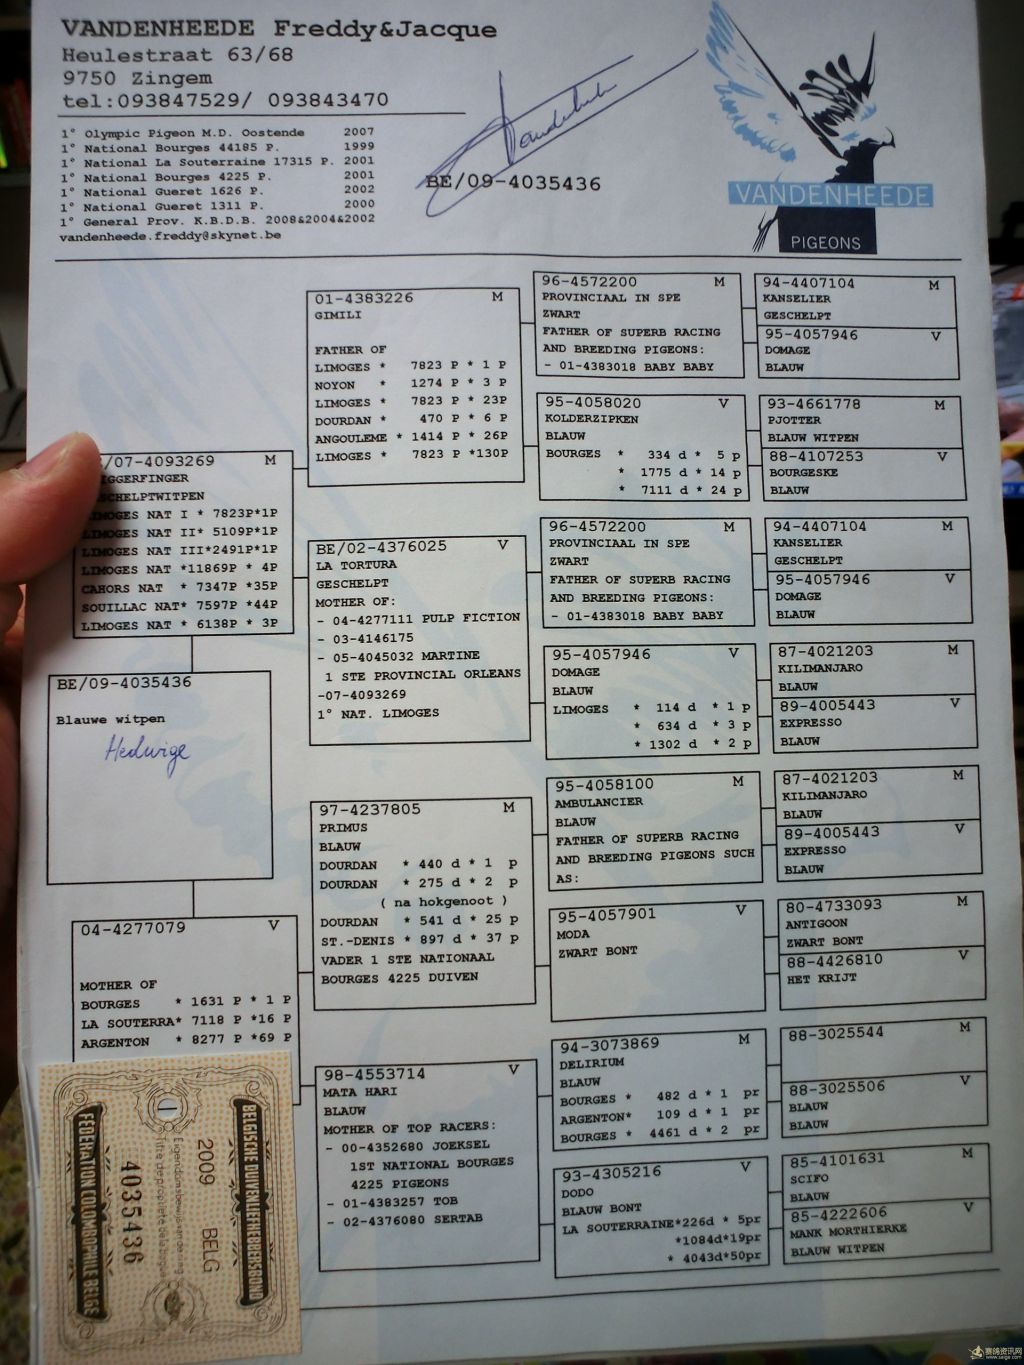 VANDENHEEDE Freddy&Jacque
Heulestraat 63/68
9750 Zingem
tel:093847529/ 093843470
1° Olympic Pigeon M.D. Oostende 2007
1° National Bourges 44185 P. 1999
1° National La Souterraine 17315 P. 2001
1° National Bourges 4225 P. 2001
1° National Gueret 1626 P. 2002
1° National Gueret 1311 P. 2000
1° General Prov. K.B.D.B. 2008&2004&2002
vandenheede.freddy@skynet.be
BE/09-4035436
VANDENHEEDE
PIGEONS
/07-4093269 M
IGGERFINGER
SCHELPTWITPEN
LIMOGES NAT I * 7823P*1P
LIMOGES NAT II* 5109P*1P
LIMOGES NAT III*2491P*1P
LIMOGES NAT *11869P * 4P
CAHORS NAT * 7347P *35P
SOUILLAC NAT* 7597P *44P
LIMOGES NAT * 6138P * 3P
BE/09-4035436
Blauwe witpen
Hedwige
04-4277079 V
MOTHER OF
BOURGES * 1631 P * 1 P
LA SOUTERRA* 7118 P *16 P
ARGENTON * 8277 P *69 P
01-4383226 M
GIMILI
FATHER OF
LIMOGES * 7823 P * 1 P
NOYON * 1274 P * 3 P
LIMOGES * 7823 P * 23P
DOURDAN * 470 P * 6 P
ANGOULEME * 1414 P * 26P
LIMOGES * 7823 P *130P
BE/02-4376025 V
LA TORTURA
GESCHELPT
MOTHER OF:
- 04-4277111 PULP FICTION
- 03-4146175
- 05-4045032 MARTINE
1 STE PROVINCIAL ORLEANS
-07-4093269
1° NAT. LIMOGES
97-4237805 M
PRIMUS
BLAUW
DOURDAN * 440 d * 1 p
DOURDAN * 275 d * 2 p
( na hokgenoot )
DOURDAN * 541 d * 25 p
ST.-DENIS * 897 d * 37 p
VADER 1 STE NATIONAAL
BOURGES 4225 DUIVEN
98-4553714 V
MATA HARI
BLAUW
MOTHER OF TOP RACERS:
- 00-4352680 JOEKSEL
1ST NATIONAL BOURGES
4225 PIGEONS
- 01-4383257 TOB
- 02-4376080 SERTAB
96-4572200 M
PROVINCIAAL IN SPE
ZWART
FATHER OF SUPERB RACING
AND BREEDING PIGEONS:
- 01-4383018 BABY BABY
95-4058020 V
KOLDERZIPKEN
BLAUW
BOURGES * 334 d * 5 p
* 1775 d * 14 p
* 7111 d * 24 p
96-4572200 M
PROVINCIAAL IN SPE
ZWART
FATHER OF SUPERB RACING
AND BREEDING PIGEONS:
- 01-4383018 BABY BABY
95-4057946 V
DOMAGE
BLAUW
LIMOGES * 114 d * 1 p
* 634 d * 3 p
* 1302 d * 2 p
95-4058100 M
AMBULANCIER
BLAUW
FATHER OF SUPERB RACING
AND BREEDING PIGEONS SUCH
AS:
95-4057901 V
MODA
ZWART BONT
94-3073869 M
DELIRIUM
BLAUW
BOURGES * 482 d * 1 pr
ARGENTON* 109 d * 1 pr
BOURGES * 4461 d * 2 pr
93-4305216 V
DODO
BLAUW BONT
LA SOUTERRAINE*226d * 5pr
*1084d*19pr
* 4043d*50pr
94-4407104 M
KANSELIER
GESCHELPT
95-4057946 V
DOMAGE
BLAUW
93-4661778 M
PJOTTER
BLAUW WITPEN
88-4107253 V
BOURGESKE
BLAUW
94-4407104 M
KANSELIER
GESCHELPT
95-4057946 V
DOMAGE
BLAUW
87-4021203 M
KILIMANJARO
BLAUW
89-4005443 V
EXPRESSO
BLAUW
87-4021203 M
KILIMANJARO
BLAUW
89-4005443 V
EXPRESSO
BLAUW
80-4733093 M
ANTIGOON
ZWART BONT
88-4426810 V
HET KRIJT
88-3025544 M
88-3025506 V
BLAUW
BLAUW
85-4101631 M
SCIFO
BLAUW
85-4222606 V
MANK MORTHIERKE
BLAUW WITPEN
BELGISCHE DUIVENLIEFHEBBERSBOND
2009 BELG
Eigendomsbewijs van de ring
Titre de propriété de la bague
4035436
FEDERATION COLOMBOPHILE BELGE
赛鸽资讯网
www.saige.com